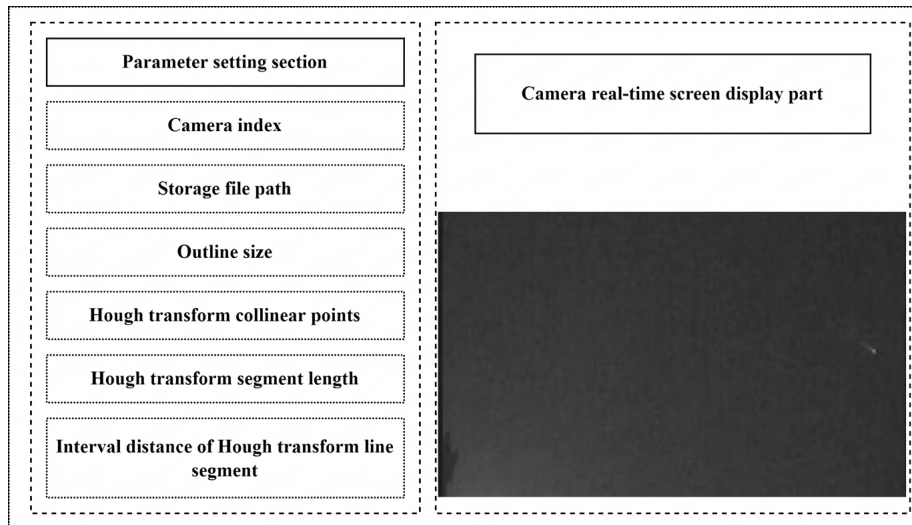 Parameter setting section
Camera index
Storage file path
Outline size
Hough transform collinear points
Hough transform segment length
Interval distance of Hough transform line
segment
Camera real-time screen display part